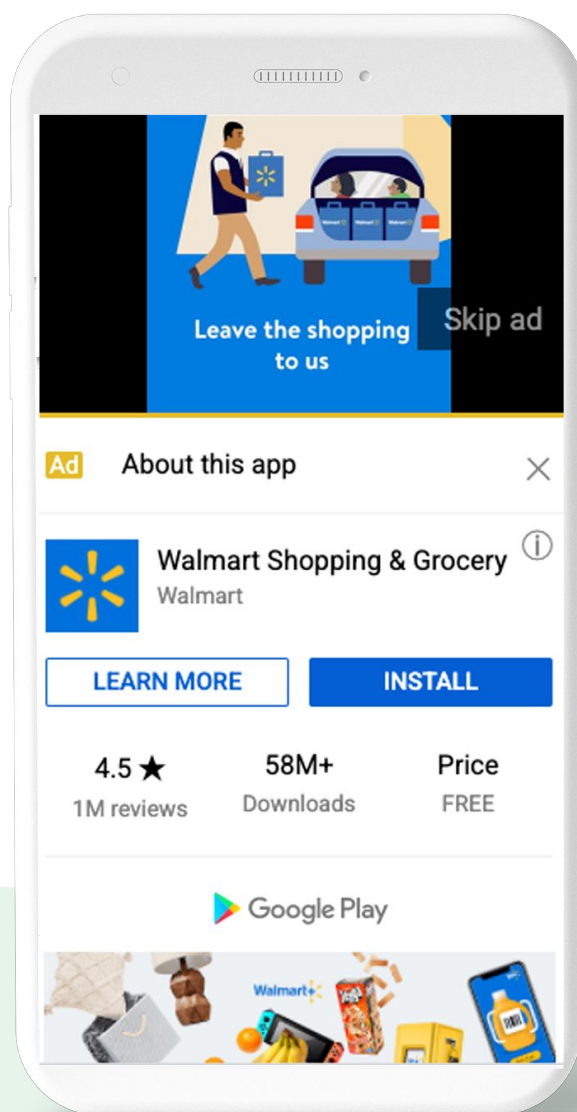 Leave the shopping
to us
Skip ad
Ad About this app
Walmart Shopping & Grocery
Walmart
LEARN MORE INSTALL
4.5 ★ 58M+ Price
1M reviews Downloads FREE
Google Play
Walmart+